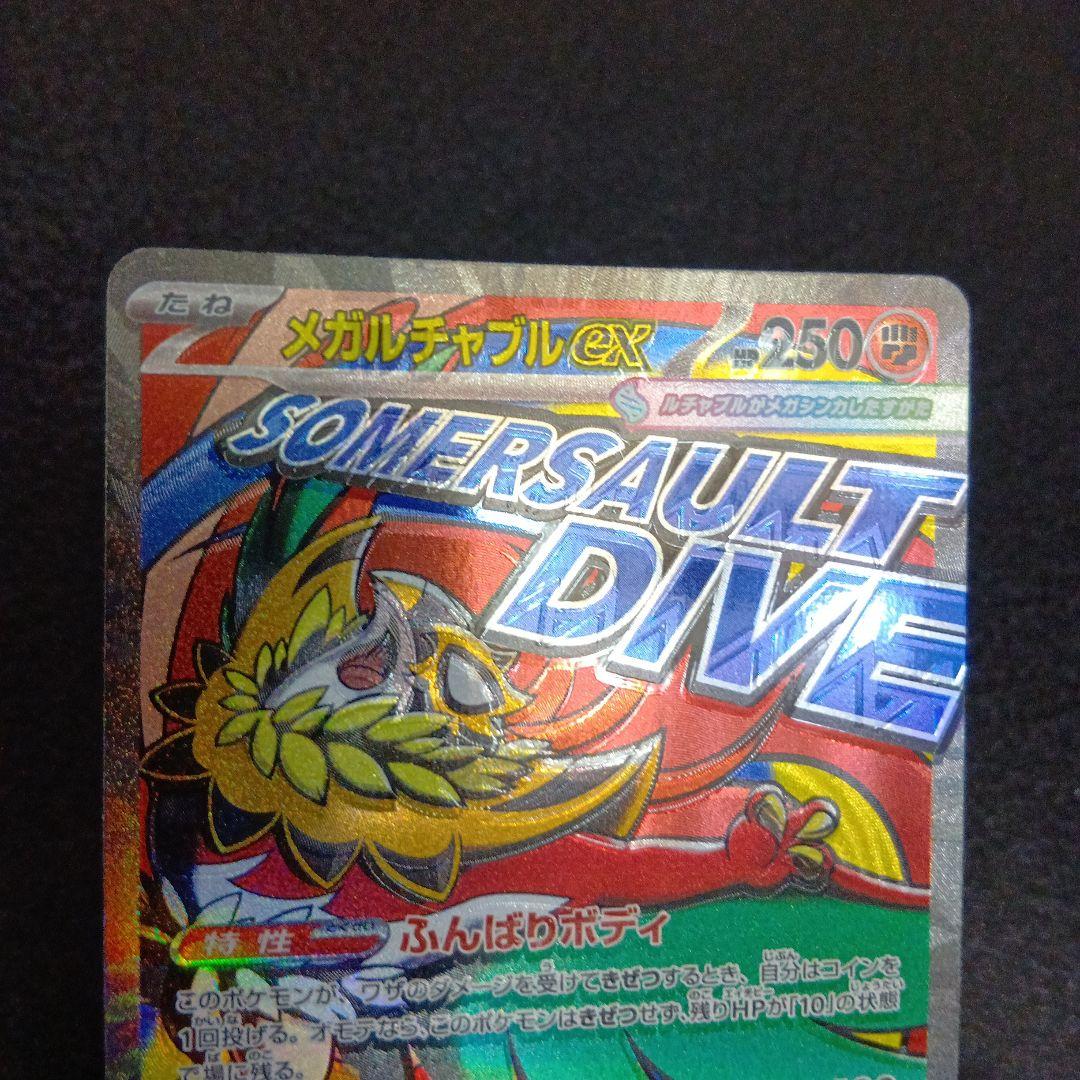 たね
メガルチャブルex HP250
ルチャブルがメガシンカしたすがた
SOMERSAULT
DIVE
特性 ふんばりボディ
このポケモンが、ワザのダメージを受けてきぜつするとき、自分はコインを
1回投げる。オモテなら、このポケモンはきぜつせず、残りHPが「10」の状態
で場に残る。